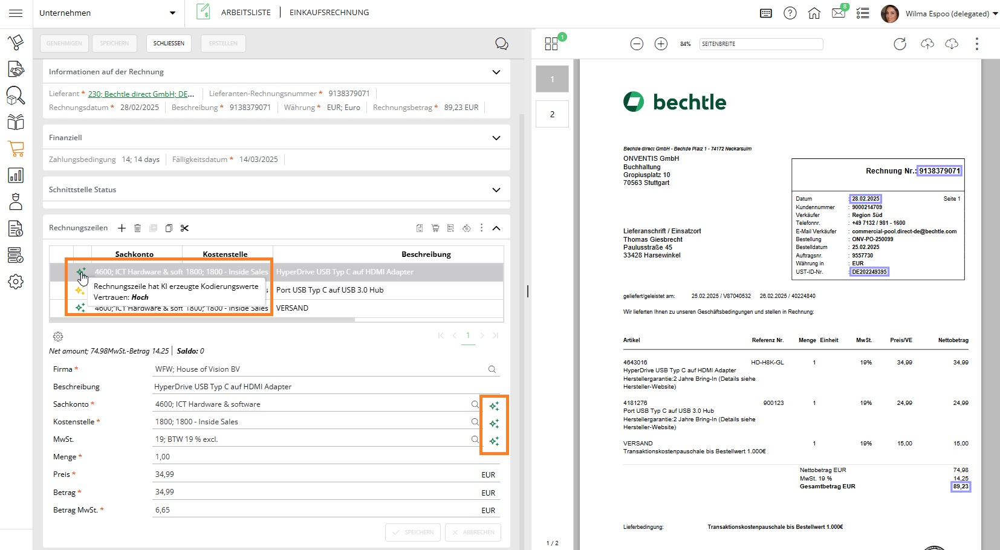 Unternehmen
ARBEITSLISTE
EINKAUFSRECHNUNG
8
Wilma Espoo (delegated)
GENEHMIGEN
SPEICHERN
SCHLIESSEN
ERSTELLEN
Informationen auf der Rechnung
Lieferant * 230; Bechtle direct GmbH; DE... Lieferanten-Rechnungsnummer * 9138379071
Rechnungsdatum * 28/02/2025 Beschreibung * 9138379071 Währung * EUR; Euro Rechnungsbetrag * 89,23 EUR
Finanziell
Zahlungsbedingung 14; 14 days Fälligkeitsdatum * 14/03/2025
Schnittstelle Status
Rechnungszeilen
Sachkonto Kostenstelle Beschreibung
4600; ICT Hardware & soft 1800; 1800 - Inside Sales HyperDrive USB Typ C auf HDMI Adapter
Rechnungszeile hat KI erzeugte Kodierungswerte
Vertrauen: Hoch
Port USB Typ C auf USB 3.0 Hub
4600; ICT Hardware & soft 1800; 1800 - Inside Sales VERSAND
1
Net amount; 74.98MwSt.-Betrag 14.25 Saldo: 0
Firma * WFW; House of Vision BV
Beschreibung HyperDrive USB Typ C auf HDMI Adapter
Sachkonto * 4600; ICT Hardware & software
Kostenstelle * 1800; 1800 - Inside Sales
MwSt. 19; BTW 19 % excl.
Menge * 1,00
Preis * 34,99 EUR
Betrag * 34,99 EUR
Betrag MwSt. * 6,65 EUR
SPEICHERN
ABBRECHEN
1
84%
SEITENBREITE
1
2
1 / 2
bechtle
Bechtle direct GmbH - Bechtle Platz 1 - 74172 Neckarsulm
ONVENTIS GmbH
Buchhaltung
Gropiusplatz 10
70563 Stuttgart
Rechnung Nr.: 9138379071
Datum : 28.02.2025 Seite 1
Kundennummer : 9000214709
Verkäufer : Region Süd
Telefonnr. : +49 7132 / 981 - 1600
E-Mail Verkäufer : commercial-pool.direct-de@bechtle.com
Bestellung : ONV-PO-250099
Bestelldatum : 25.02.2025
Auftragsnr. : 9557730
Währung in : EUR
UST-ID-Nr. : DE202249395
Lieferanschrift / Einsatzort
Thomas Giesbrecht
Paulusstraße 45
33428 Harsewinkel
geliefert/geleistet am: 25.02.2025 / V87040532 26.02.2025 / 40224840
Wir lieferten Ihnen zu unseren Geschäftsbedingungen und stellen in Rechnung:
Artikel Referenz Nr. Menge Einheit MwSt. Preis/VE Nettobetrag
4643016 HD-H8K-GL 1 19% 34,99 34,99
HyperDrive USB Typ C auf HDMI Adapter
Herstellergarantie:2 Jahre Bring-In (Details siehe
Hersteller-Website)
4181276 900123 1 19% 24,99 24,99
Port USB Typ C auf USB 3.0 Hub
Herstellergarantie:2 Jahre Bring-In (Details siehe
Hersteller-Website)
VERSAND 1 19% 15,00 15,00
Transaktionskostenpauschale bis Bestellwert 1.000€
Nettobetrag EUR 74,98
MwSt. 19 % 14,25
Gesamtbetrag EUR 89,23
Lieferbedingung: Transaktionskostenpauschale bis Bestellwert 1.000€